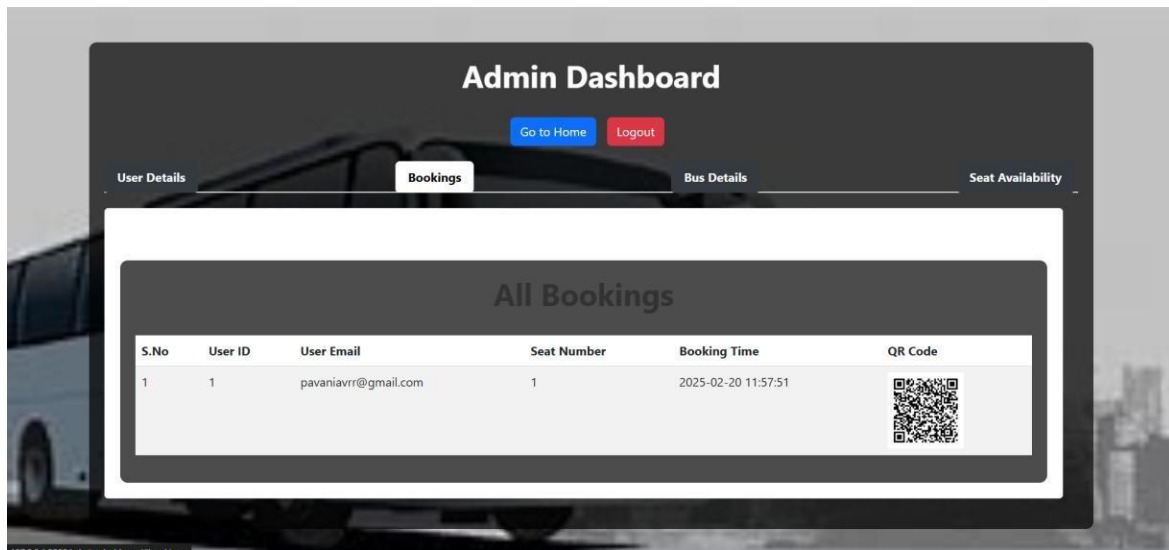 Admin Dashboard
Go to Home Logout
User Details Bookings Bus Details Seat Availability
All Bookings
S.No User ID User Email Seat Number Booking Time QR Code
1 1 pavaniavrr@gmail.com 1 2025-02-20 11:57:51